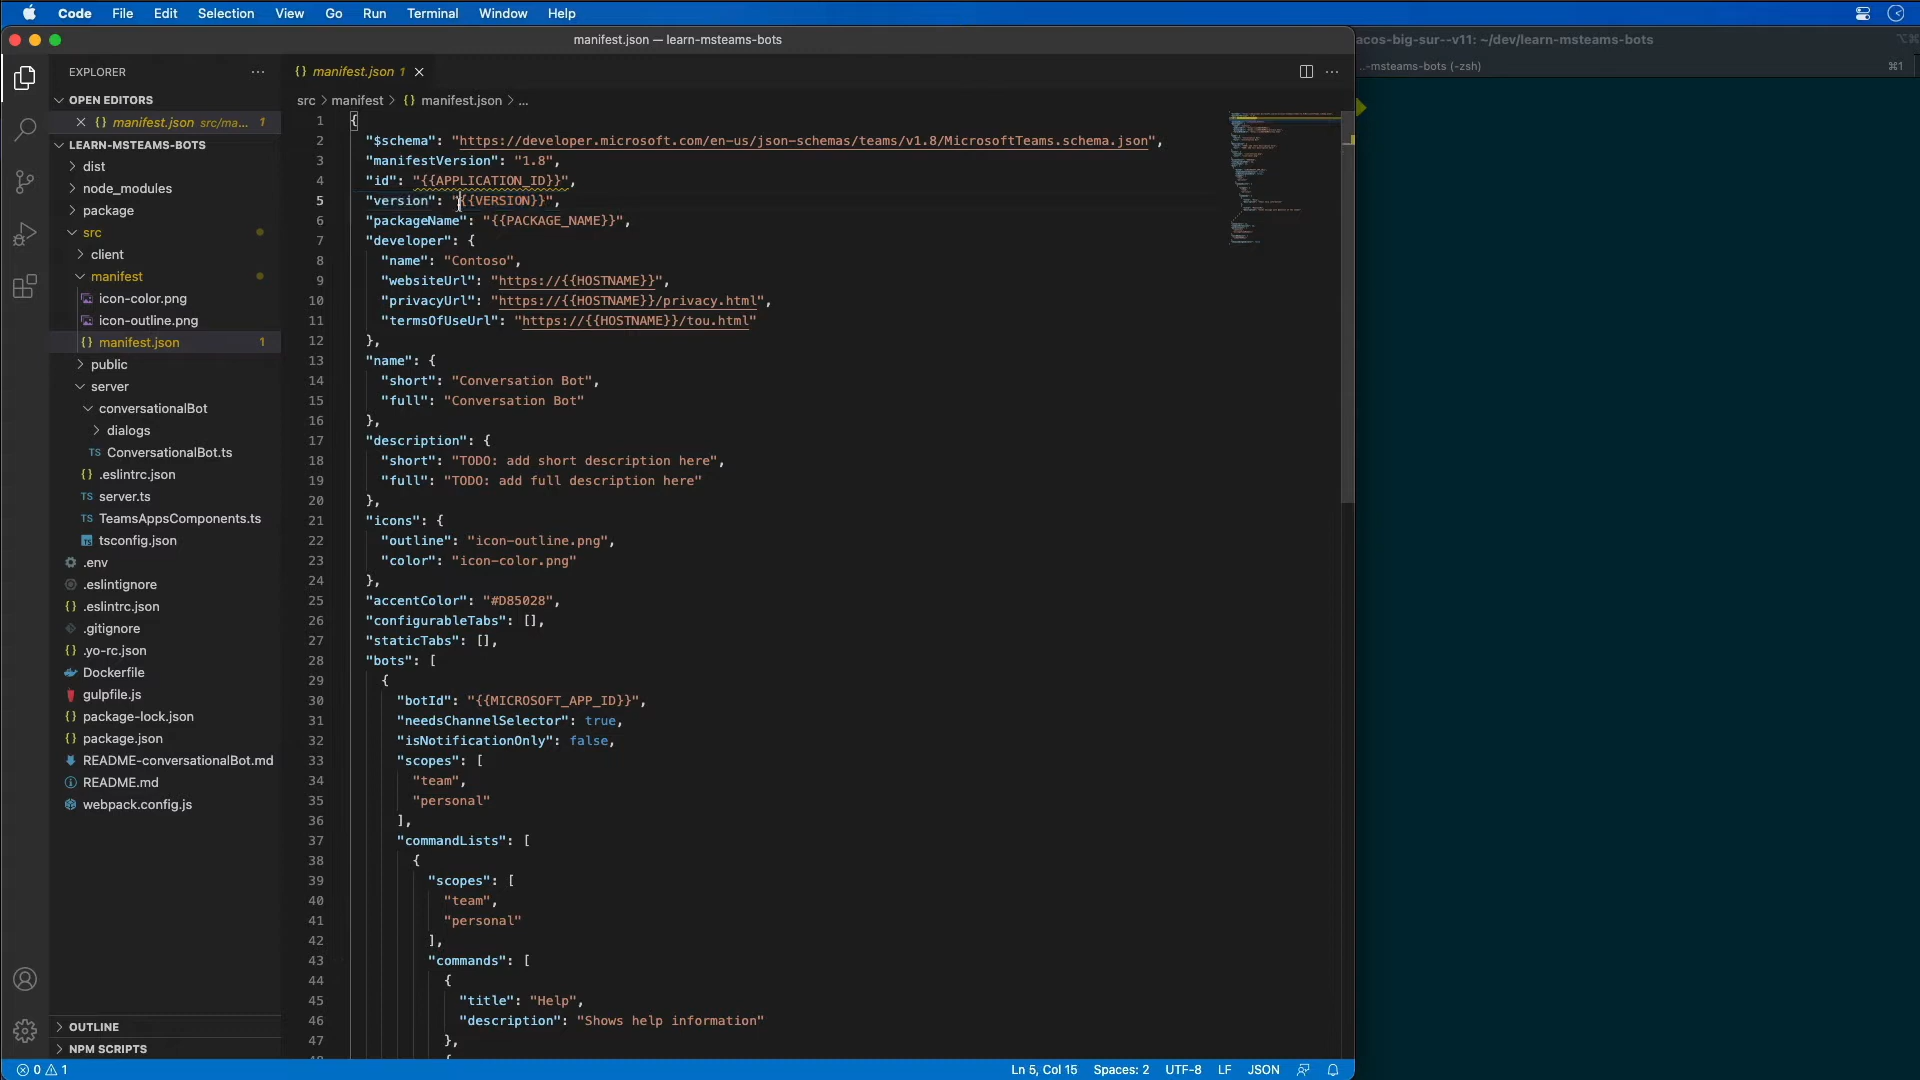 Code File Edit Selection View Go Run Terminal Window Help
manifest.json — learn-msteams-bots
acos-big-sur--v11: ~/dev/learn-msteams-bots
..-msteams-bots (-zsh) ⌘1
EXPLORER
OPEN EDITORS
manifest.json src/ma... 1
LEARN-MSTEAMS-BOTS
dist
node_modules
package
src
client
manifest
icon-color.png
icon-outline.png
manifest.json 1
public
server
conversationalBot
dialogs
TS ConversationalBot.ts
{} .eslintrc.json
TS server.ts
TS TeamsAppsComponents.ts
tsconfig.json
.env
.eslintignore
{} .eslintrc.json
.gitignore
{} .yo-rc.json
Dockerfile
gulpfile.js
{} package-lock.json
{} package.json
README-conversationalBot.md
README.md
webpack.config.js
OUTLINE
NPM SCRIPTS
{} manifest.json 1
src > manifest > {} manifest.json > ...
1 {
2 "$schema": "https://developer.microsoft.com/en-us/json-schemas/teams/v1.8/MicrosoftTeams.schema.json",
3 "manifestVersion": "1.8",
4 "id": "{{APPLICATION_ID}}",
5 "version": "{{VERSION}}",
6 "packageName": "{{PACKAGE_NAME}}",
7 "developer": {
8 "name": "Contoso",
9 "websiteUrl": "https://{{HOSTNAME}}",
10 "privacyUrl": "https://{{HOSTNAME}}/privacy.html",
11 "termsOfUseUrl": "https://{{HOSTNAME}}/tou.html"
12 },
13 "name": {
14 "short": "Conversation Bot",
15 "full": "Conversation Bot"
16 },
17 "description": {
18 "short": "TODO: add short description here",
19 "full": "TODO: add full description here"
20 },
21 "icons": {
22 "outline": "icon-outline.png",
23 "color": "icon-color.png"
24 },
25 "accentColor": "#D85028",
26 "configurableTabs": [],
27 "staticTabs": [],
28 "bots": [
29 {
30 "botId": "{{MICROSOFT_APP_ID}}",
31 "needsChannelSelector": true,
32 "isNotificationOnly": false,
33 "scopes": [
34 "team",
35 "personal"
36 ],
37 "commandLists": [
38 {
39 "scopes": [
40 "team",
41 "personal"
42 ],
43 "commands": [
44 {
45 "title": "Help",
46 "description": "Shows help information"
47 },
0 1 Ln 5, Col 15 Spaces: 2 UTF-8 LF JSON